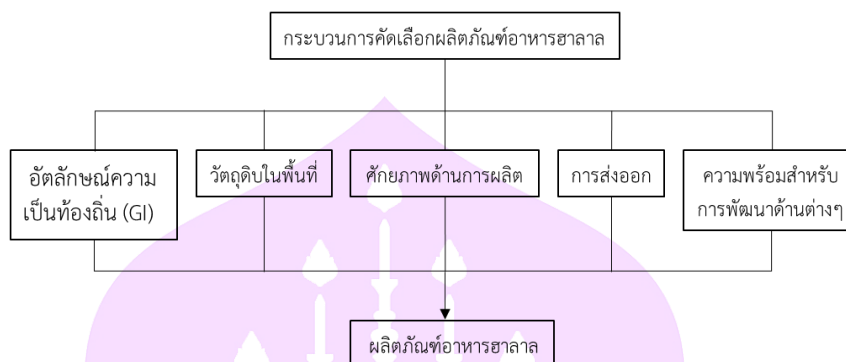 กระบวนการคัดเลือกผลิตภัณฑ์อาหารฮาลาล
อัตลักษณ์ความ
เป็นท้องถิ่น (GI)
วัตถุดิบในพื้นที่
ศักยภาพด้านการผลิต
การส่งออก
ความพร้อมสำหรับ
การพัฒนาด้านต่างๆ
ผลิตภัณฑ์อาหารฮาลาล